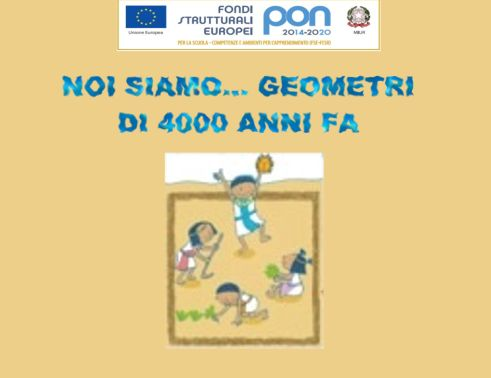 FONDI
STRUTTURALI
EUROPEI
pon
2014-2020
Unione Europea
MIUR
PER LA SCUOLA - COMPETENZE E AMBIENTI PER L'APPRENDIMENTO (FSE-FESR)
NOI SIAMO... GEOMETRI
DI 4000 ANNI FA